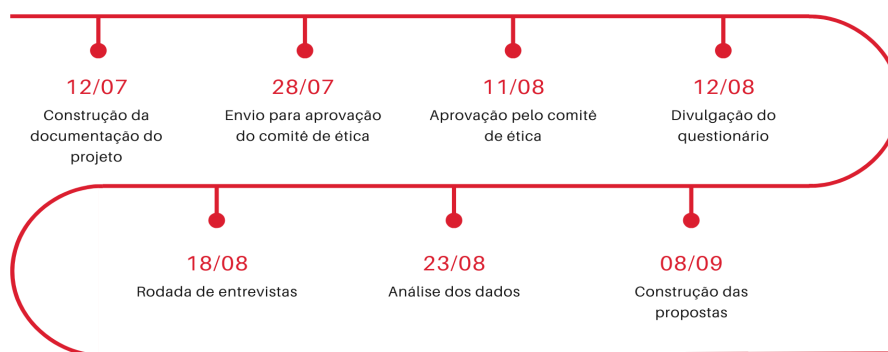 12/07
Construção da
documentação do
projeto
28/07
Envio para aprovação
do comitê de ética
11/08
Aprovação pelo comitê
de ética
12/08
Divulgação do
questionário
18/08
Rodada de entrevistas
23/08
Análise dos dados
08/09
Construção das
propostas